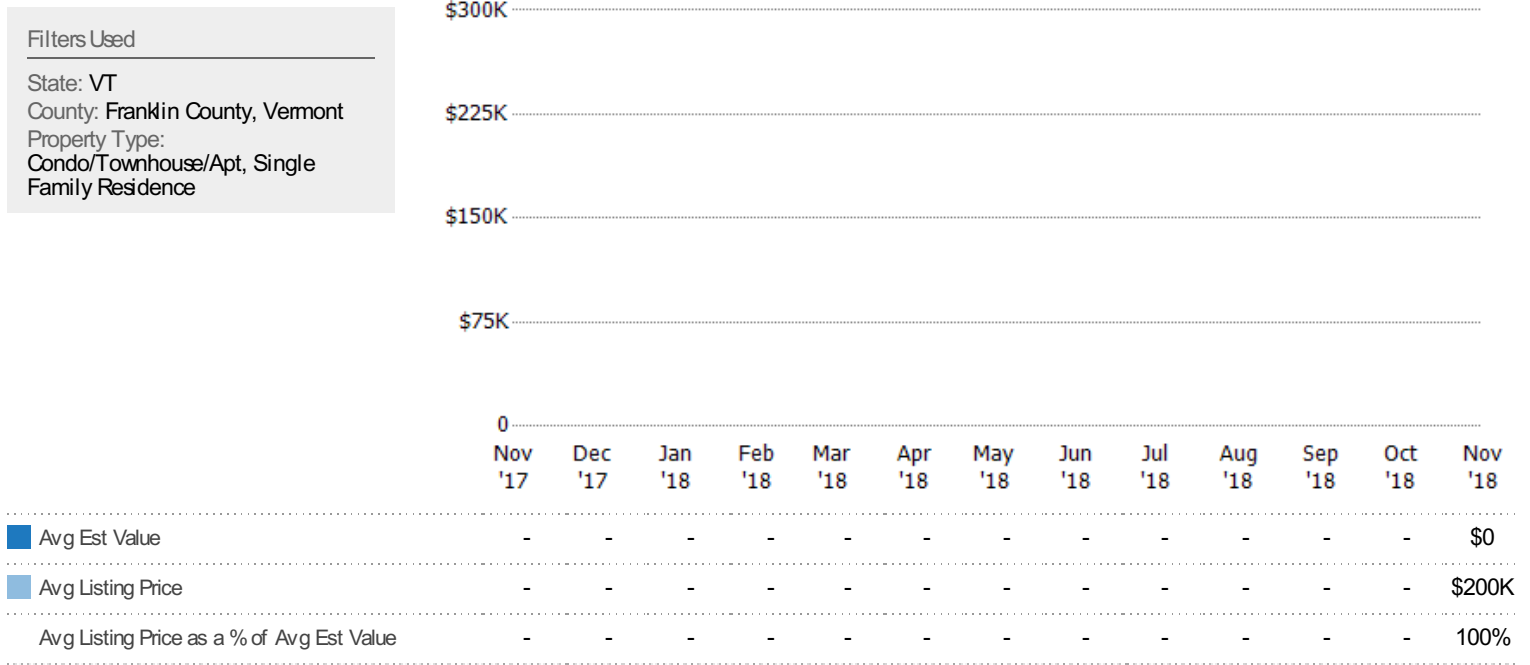 Filters Used
State: VT
County: Franklin County, Vermont
Property Type:
Condo/Townhouse/Apt, Single
Family Residence
$300K
$225K
$150K
$75K
0
Nov Dec Jan Feb Mar Apr May Jun Jul Aug Sep Oct Nov
'17 '17 '18 '18 '18 '18 '18 '18 '18 '18 '18 '18 '18
Avg Est Value - - - - - - - - - - - - $0
Avg Listing Price - - - - - - - - - - - - $200K
Avg Listing Price as a % of Avg Est Value - - - - - - - - - - - - 100%